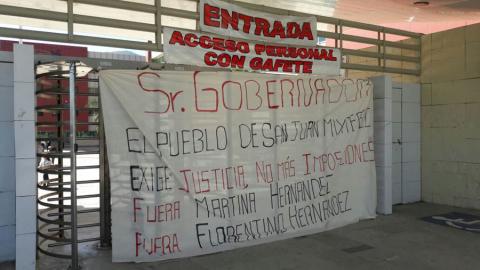 ENTRADA
ACCESO PERSONAL
CON GAFETE
Sr. GOBERNADOR:
EL PUEBLO DE SAN JUAN MIXTEPEC
EXIGE JUSTICIA, NO MÁS IMPOSICIONES
FUERA MARTINA HERNÁNDEZ
FUERA FLORENTINO HERNÁNDEZ